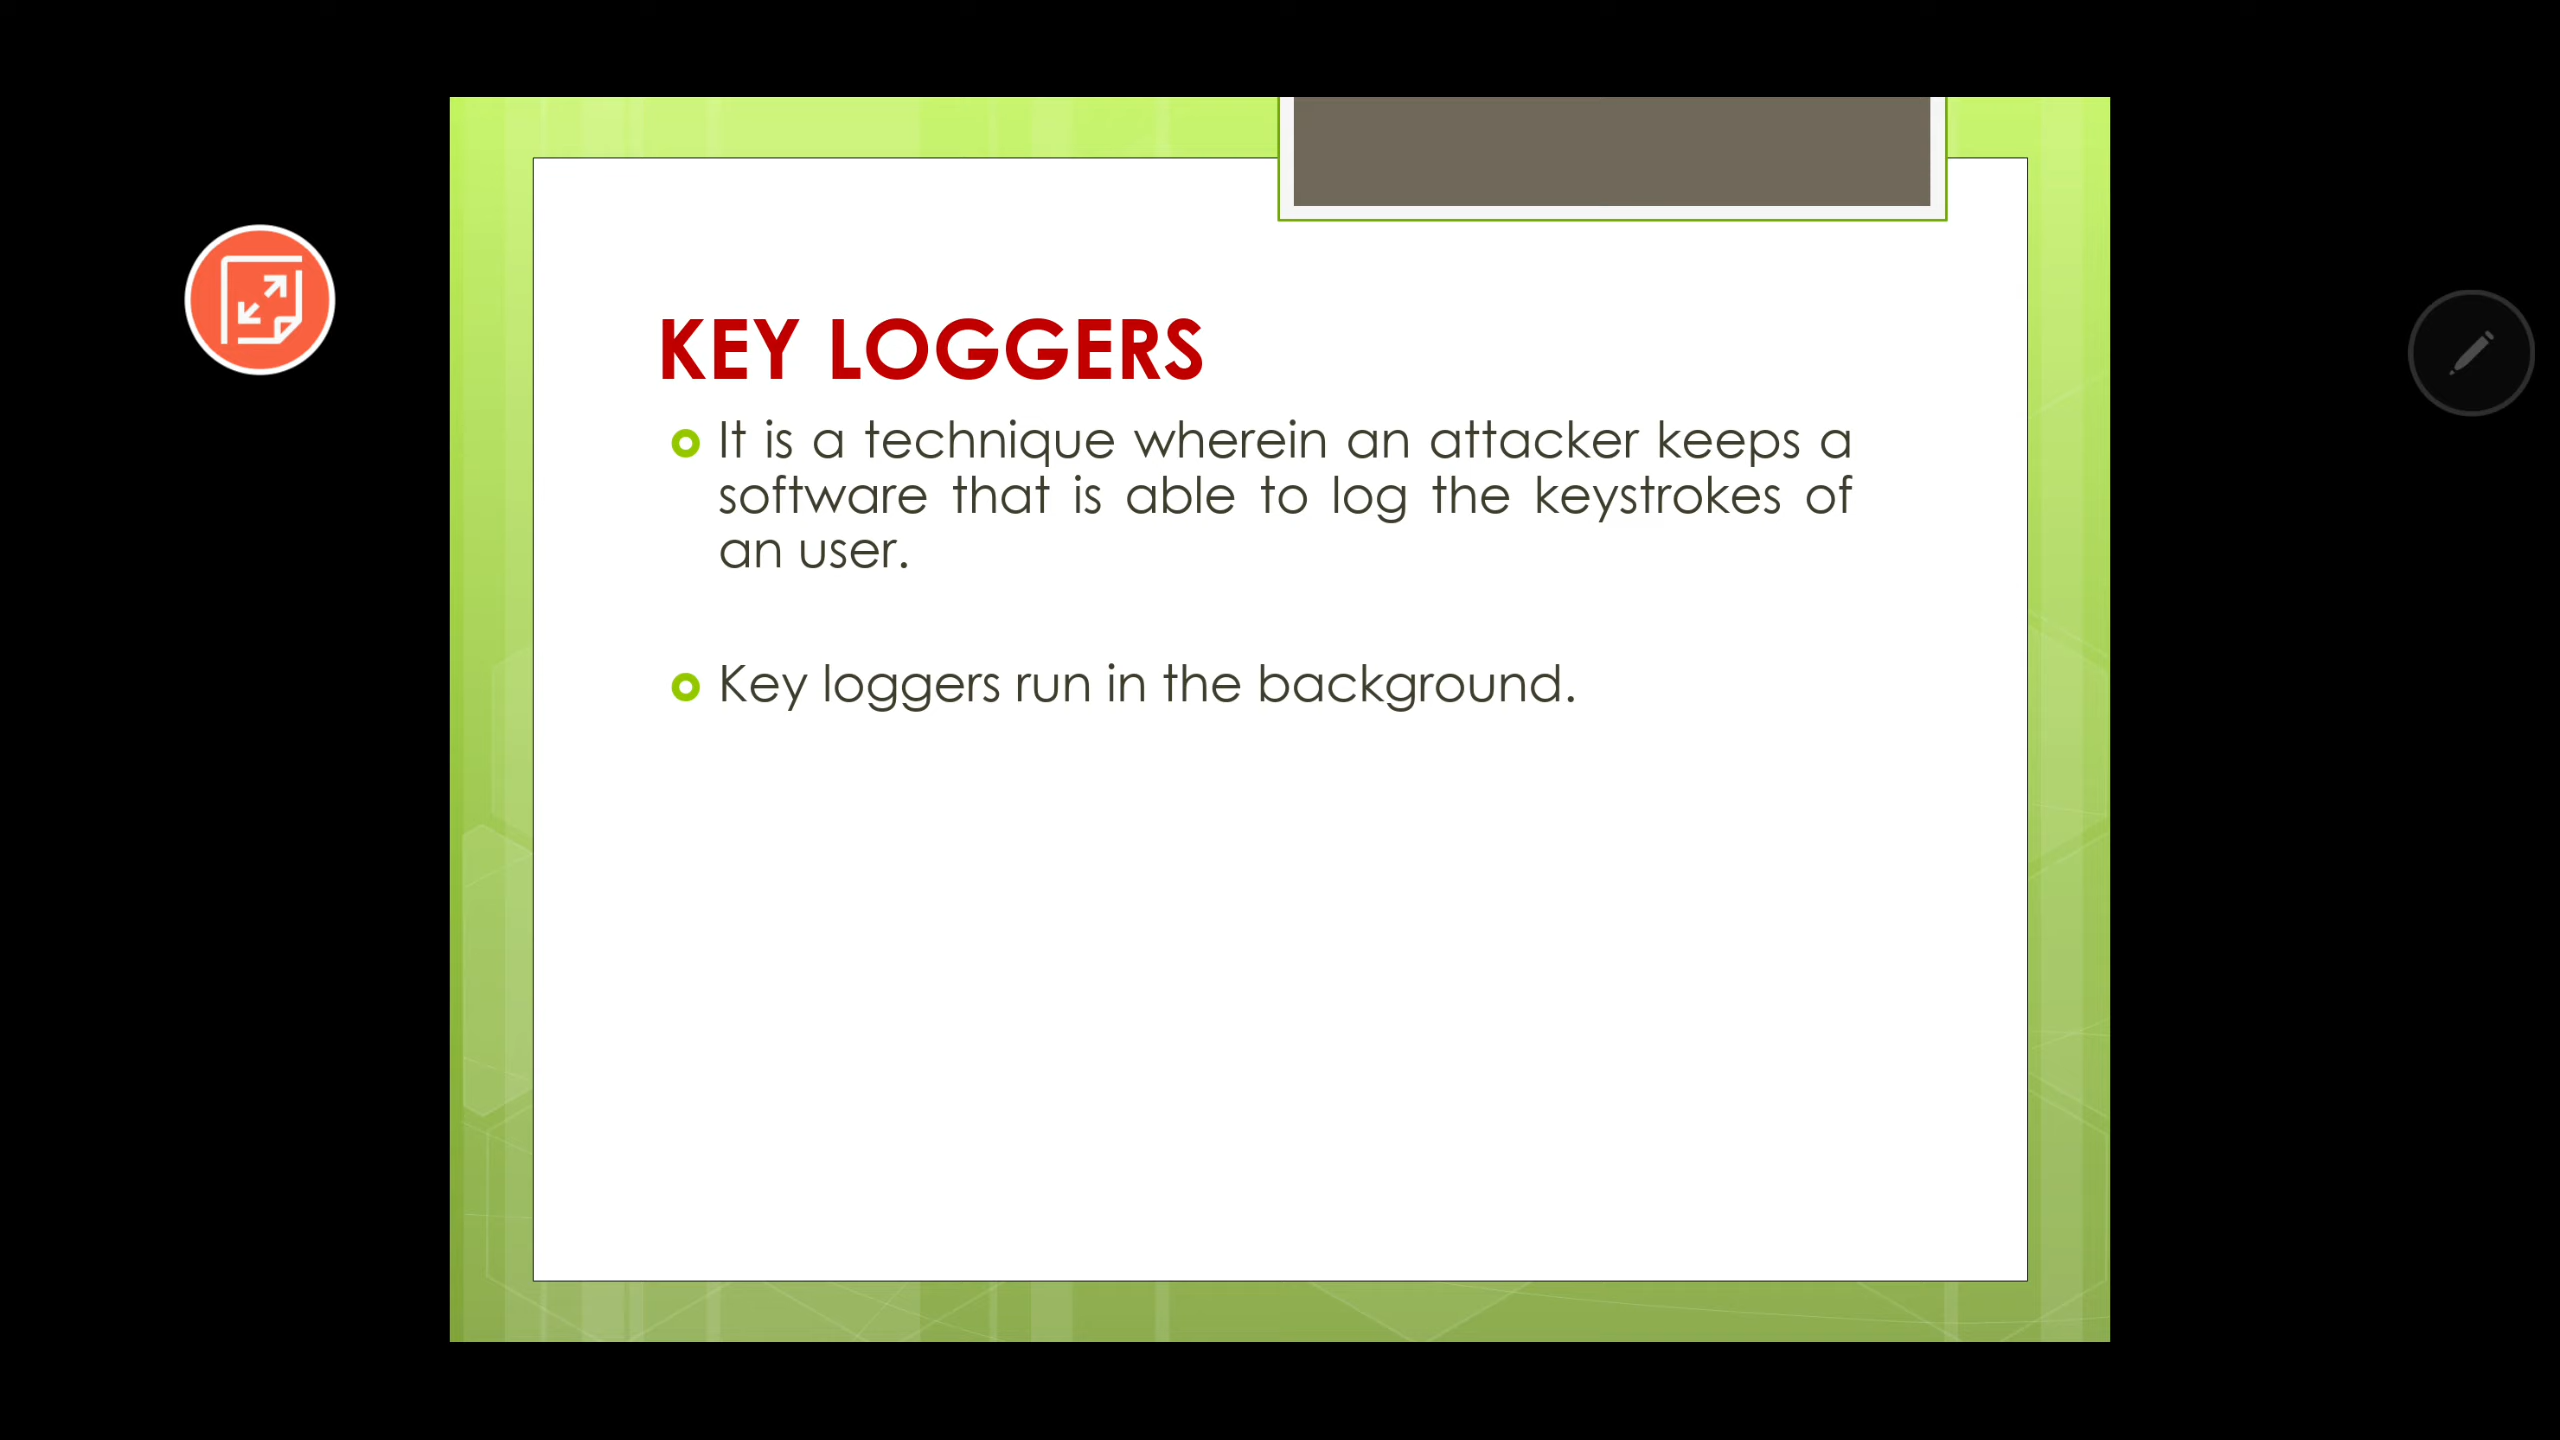 KEY LOGGERS
It is a technique wherein an attacker keeps a
software that is able to log the keystrokes of
an user.
Key loggers run in the background.